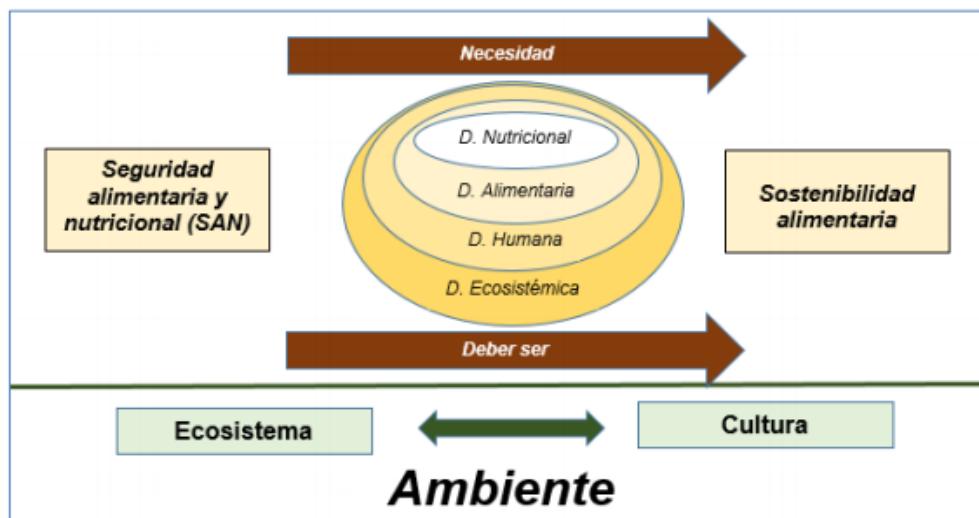 Necesidad
D. Nutricional
Seguridad
alimentaria y
nutricional (SAN)
D. Alimentaria
Sostenibilidad
alimentaria
D. Humana
D. Ecosistémica
Deber ser
Ecosistema
Cultura
Ambiente